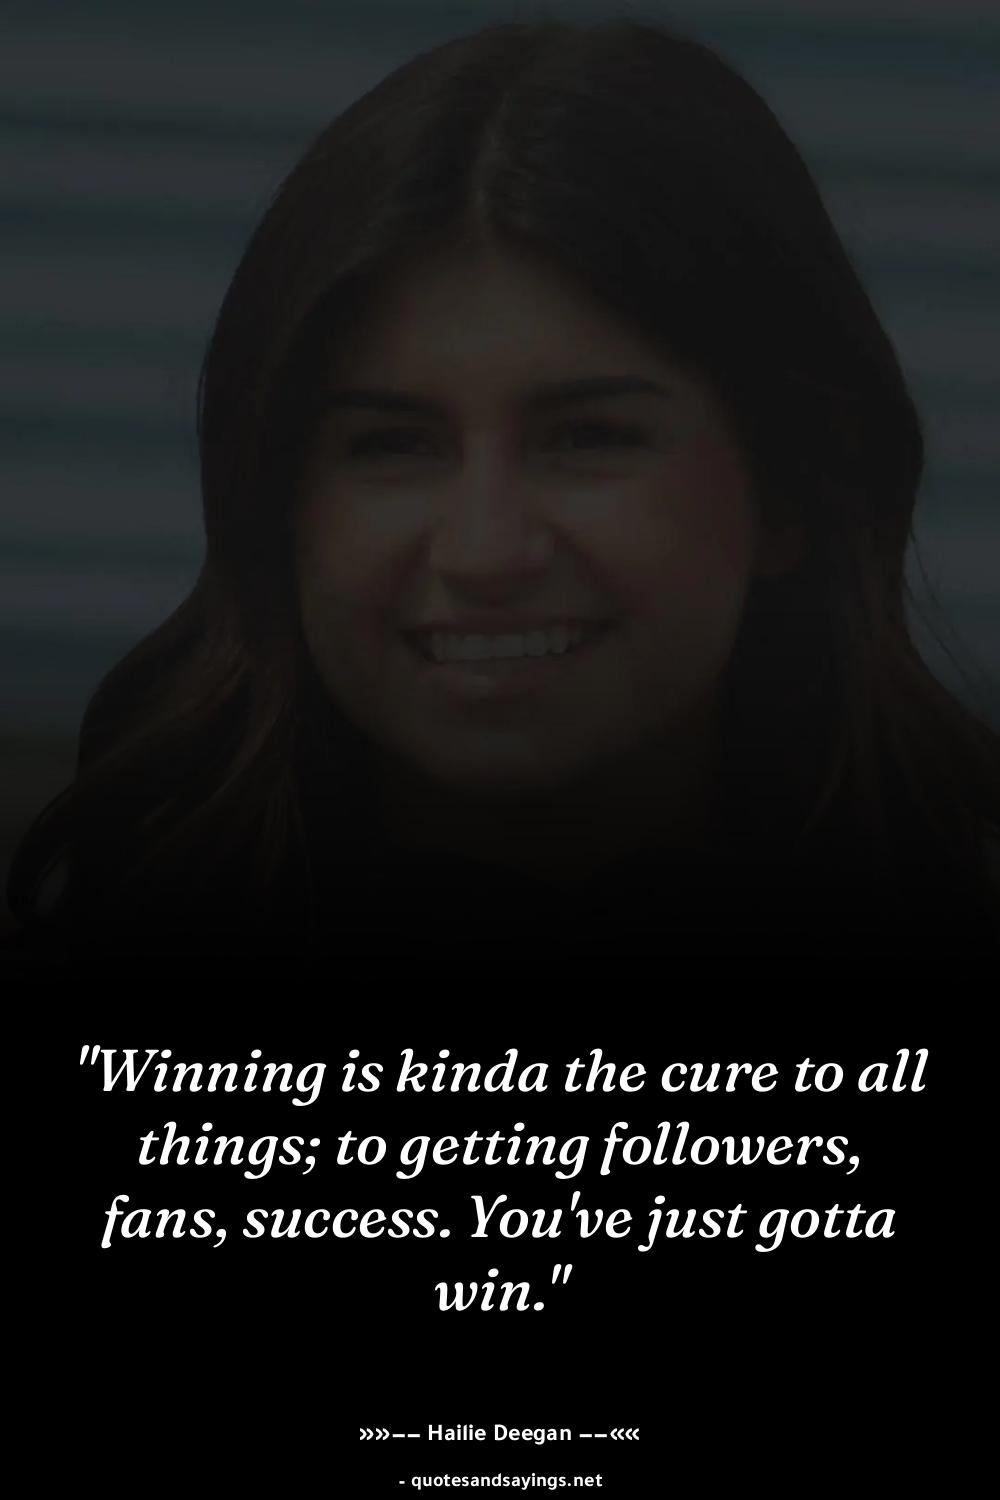 "Winning is kinda the cure to all
things; to getting followers,
fans, success. You've just gotta
win."
»»−− Hailie Deegan −−««
- quotesandsayings.net